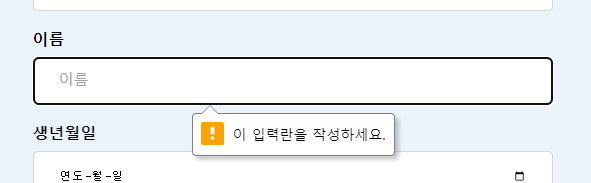 이름
이름
이 입력란을 작성하세요.
생년월일
연도-월-일